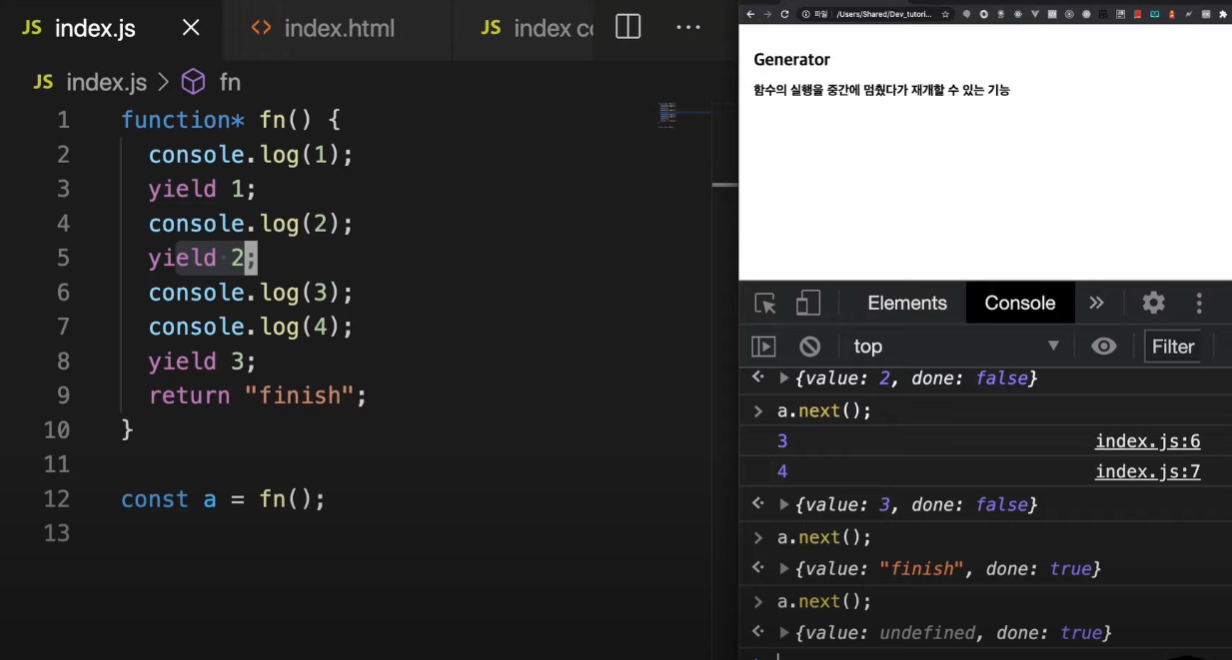 JS index.js
index.html
JS index co
JS index.js > fn
1 function* fn() {
2 console.log(1);
3 yield 1;
4 console.log(2);
5 yield 2;
6 console.log(3);
7 console.log(4);
8 yield 3;
9 return "finish";
10 }
11
12 const a = fn();
13
파일 /Users/Shared/Dev_tutori...
Generator
함수의 실행을 중간에 멈췄다가 재개할 수 있는 기능
Elements Console
top Filter
{value: 2, done: false}
> a.next();
3 index.js:6
4 index.js:7
{value: 3, done: false}
> a.next();
{value: "finish", done: true}
> a.next();
{value: undefined, done: true}